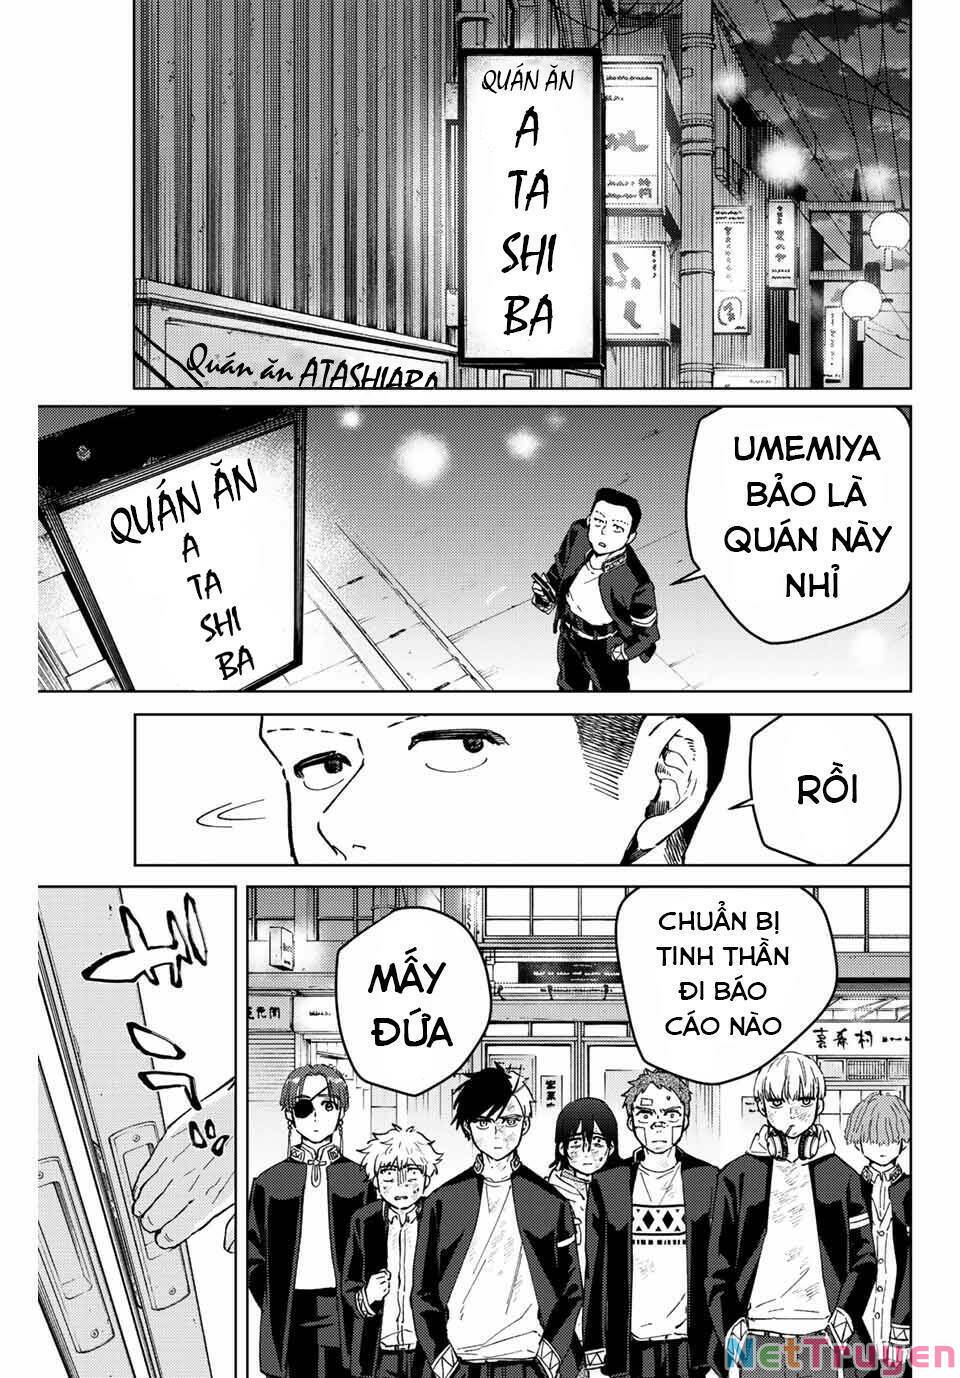 QUÁN ĂN
A
TA
SHI
BA
Quán ăn ATASHIARA
UMEMIYA
BẢO LÀ
QUÁN NÀY
NHỈ
QUÁN ĂN
A
TA
SHI
BA
RỒI
CHUẨN BỊ
TINH THẦN
ĐI BÁO
CÁO NÀO
MẤY
ĐỨA
NetTruyen